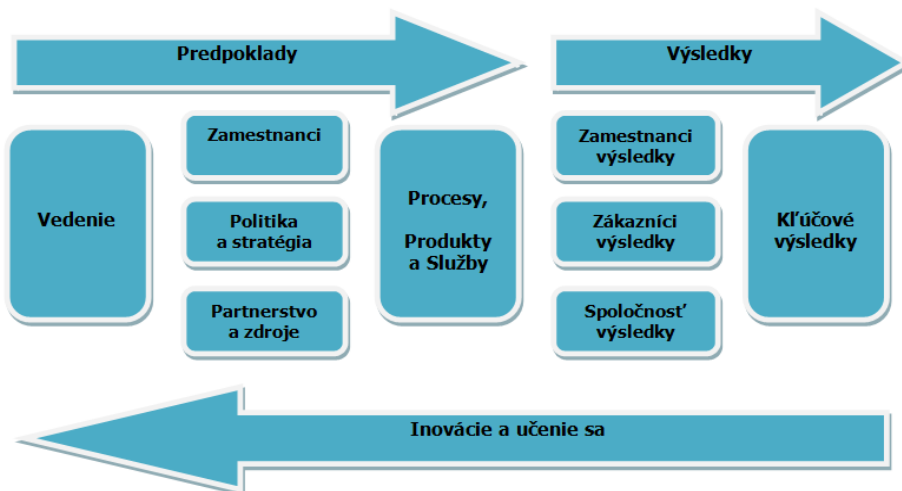 Predpoklady
Výsledky
Vedenie
Zamestnanci
Politika
a stratégia
Partnerstvo
a zdroje
Procesy,
Produkty
a Služby
Zamestnanci
výsledky
Zákazníci
výsledky
Spoločnosť
výsledky
Kľúčové
výsledky
Inovácie a učenie sa